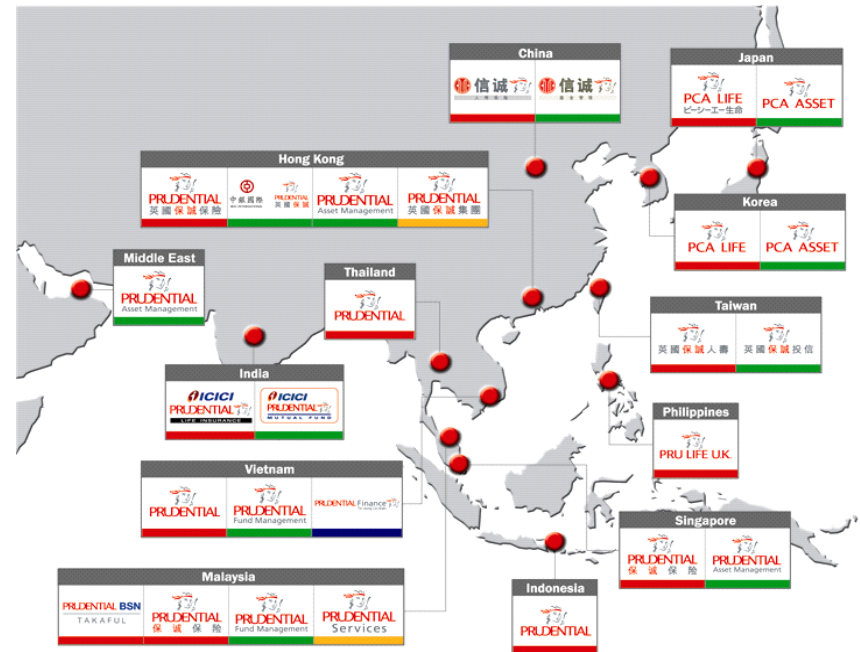 China
信诚
信诚
Japan
PCA LIFE
ピーシーエー生命
PCA ASSET
Hong Kong
PRUDENTIAL
英國保誠保險
中銀國際
BOC INTERNATIONAL
PRUDENTIAL
英國保誠
PRUDENTIAL
Asset Management
PRUDENTIAL
英國保誠集團
Korea
PCA LIFE
PCA ASSET
Middle East
PRUDENTIAL
Asset Management
Thailand
PRUDENTIAL
Taiwan
英國保誠人壽
英國保誠投信
India
ICICI
PRUDENTIAL
LIFE INSURANCE
ICICI
PRUDENTIAL
MUTUAL FUND
Philippines
PRU LIFE U.K.
Vietnam
PRUDENTIAL
PRUDENTIAL
Fund Management
PRUDENTIAL Finance
Singapore
PRUDENTIAL
保誠保險
PRUDENTIAL
Asset Management
Malaysia
PRUDENTIAL BSN
TAKAFUL
PRUDENTIAL
保誠保險
PRUDENTIAL
Fund Management
PRUDENTIAL
Services
Indonesia
PRUDENTIAL